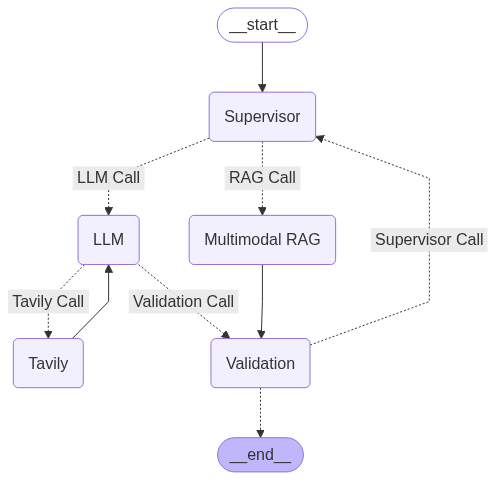 __start__
Supervisor
LLM Call
RAG Call
LLM
Multimodal RAG
Supervisor Call
Tavily Call
Validation Call
Tavily
Validation
__end__